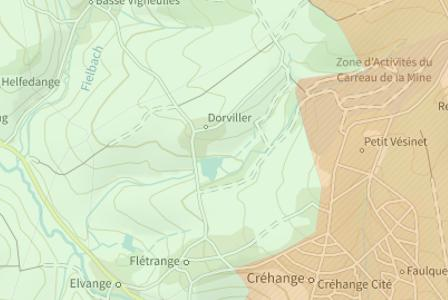 Basse Vigneulles
Fielbach
Zone d'Activités du
Carreau de la Mine
Helfedange
Dorviller
Petit Vésinet
Flétrange
Créhange
Créhange Cité
Elvange